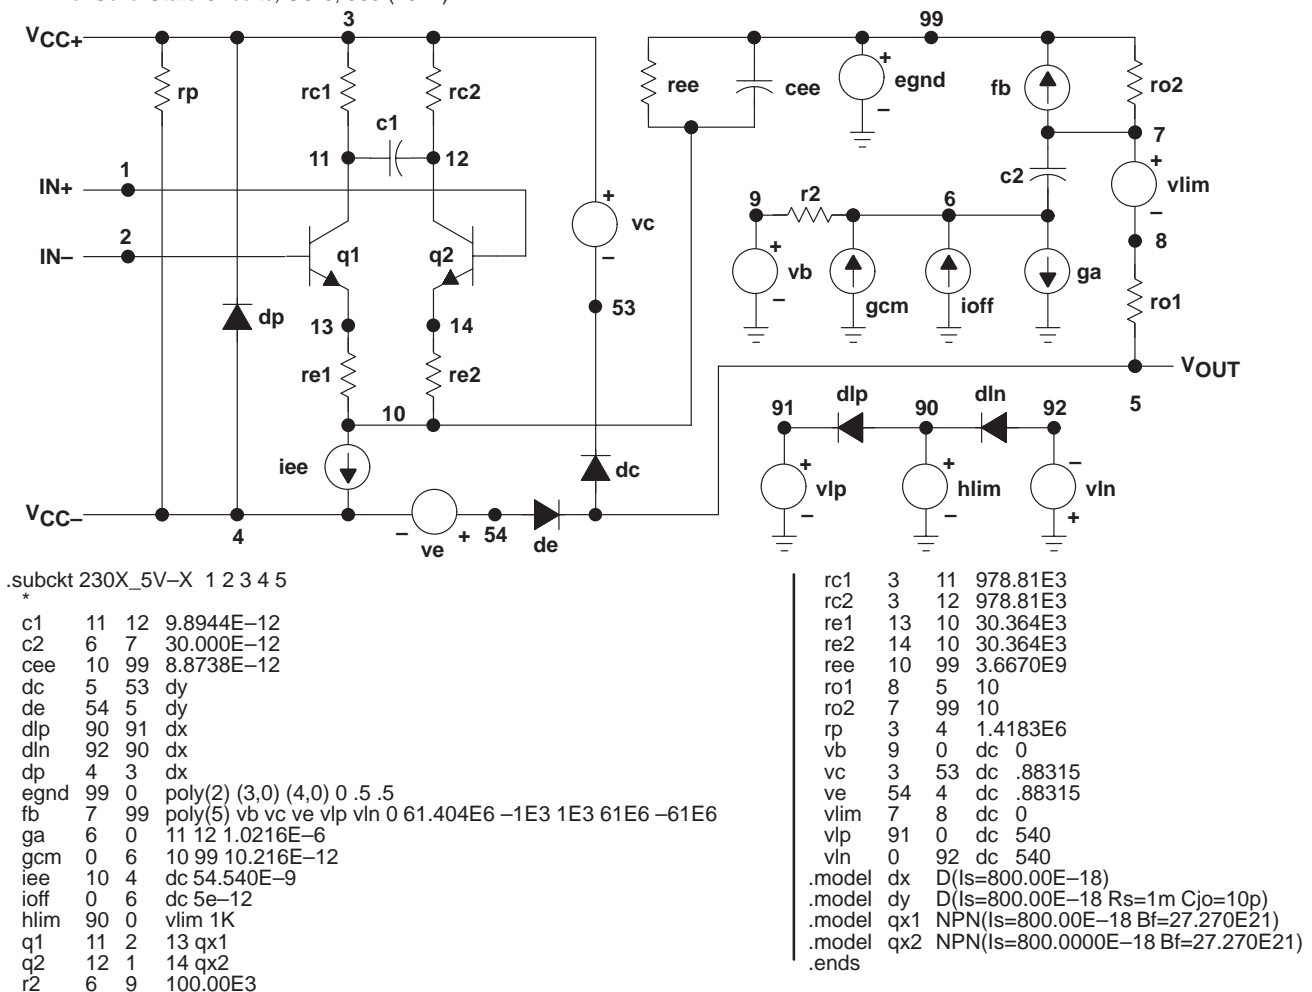 3
99
VCC+
rp
rc1
rc2
ree
cee
egnd
+
–
fb
ro2
c1
11
12
7
1
IN+
c2
+
vlim
–
9
r2
6
8
+
vc
–
2
IN–
q1
q2
+
vb
–
gcm
ioff
ga
ro1
53
dp
13
14
re1
re2
VOUT
5
10
91
dlp
90
dln
92
iee
dc
+
vlp
–
+
hlim
–
–
vln
+
VCC–
4
–
ve
+
54
de
.subckt 230X_5V–X 1 2 3 4 5
*
c1 11 12 9.8944E–12
c2 6 7 30.000E–12
cee 10 99 8.8738E–12
dc 5 53 dy
de 54 5 dy
dlp 90 91 dx
dln 92 90 dx
dp 4 3 dx
egnd 99 0 poly(2) (3,0) (4,0) 0 .5 .5
fb 7 99 poly(5) vb vc ve vlp vln 0 61.404E6 –1E3 1E3 61E6 –61E6
ga 6 0 11 12 1.0216E–6
gcm 0 6 10 99 10.216E–12
iee 10 4 dc 54.540E–9
ioff 0 6 dc 5e–12
hlim 90 0 vlim 1K
q1 11 2 13 qx1
q2 12 1 14 qx2
r2 6 9 100.00E3
rc1 3 11 978.81E3
rc2 3 12 978.81E3
re1 13 10 30.364E3
re2 14 10 30.364E3
ree 10 99 3.6670E9
ro1 8 5 10
ro2 7 99 10
rp 3 4 1.4183E6
vb 9 0 dc 0
vc 3 53 dc .88315
ve 54 4 dc .88315
vlim 7 8 dc 0
vlp 91 0 dc 540
vln 0 92 dc 540
.model dx D(Is=800.00E–18)
.model dy D(Is=800.00E–18 Rs=1m Cjo=10p)
.model qx1 NPN(Is=800.00E–18 Bf=27.270E21)
.model qx2 NPN(Is=800.0000E–18 Bf=27.270E21)
.ends